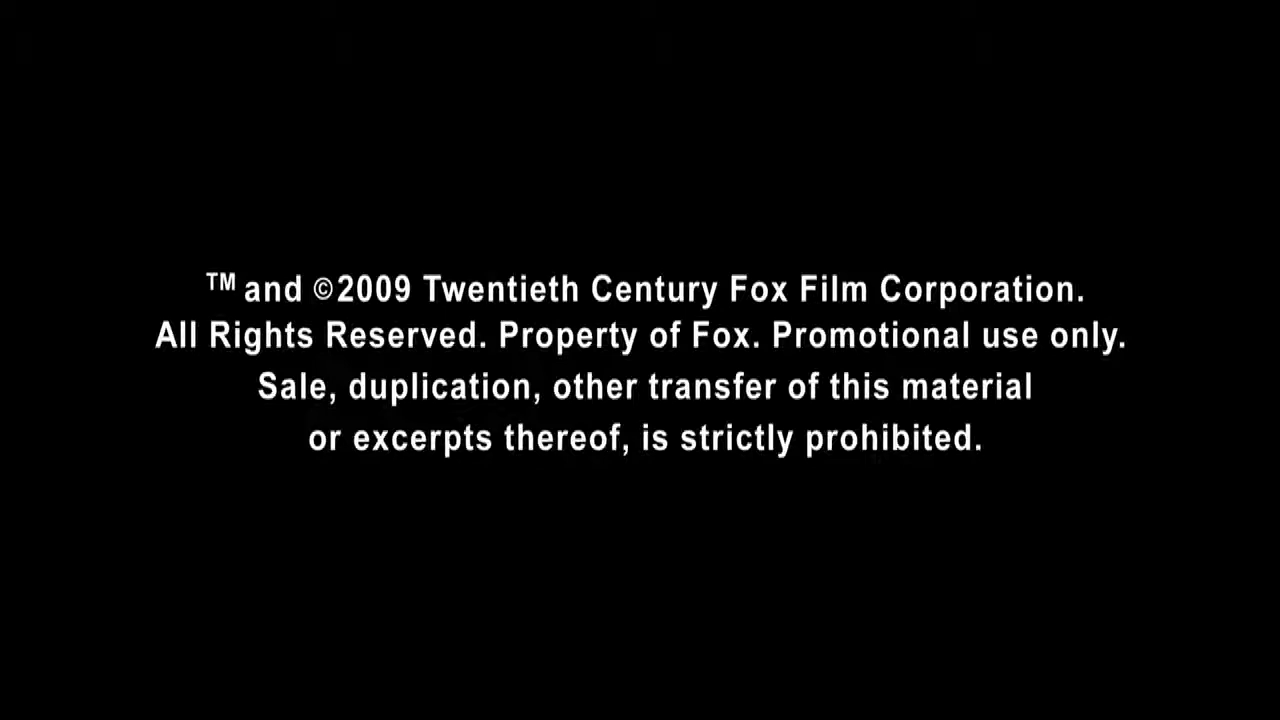 ™ and ©2009 Twentieth Century Fox Film Corporation.
All Rights Reserved. Property of Fox. Promotional use only.
Sale, duplication, other transfer of this material
or excerpts thereof, is strictly prohibited.